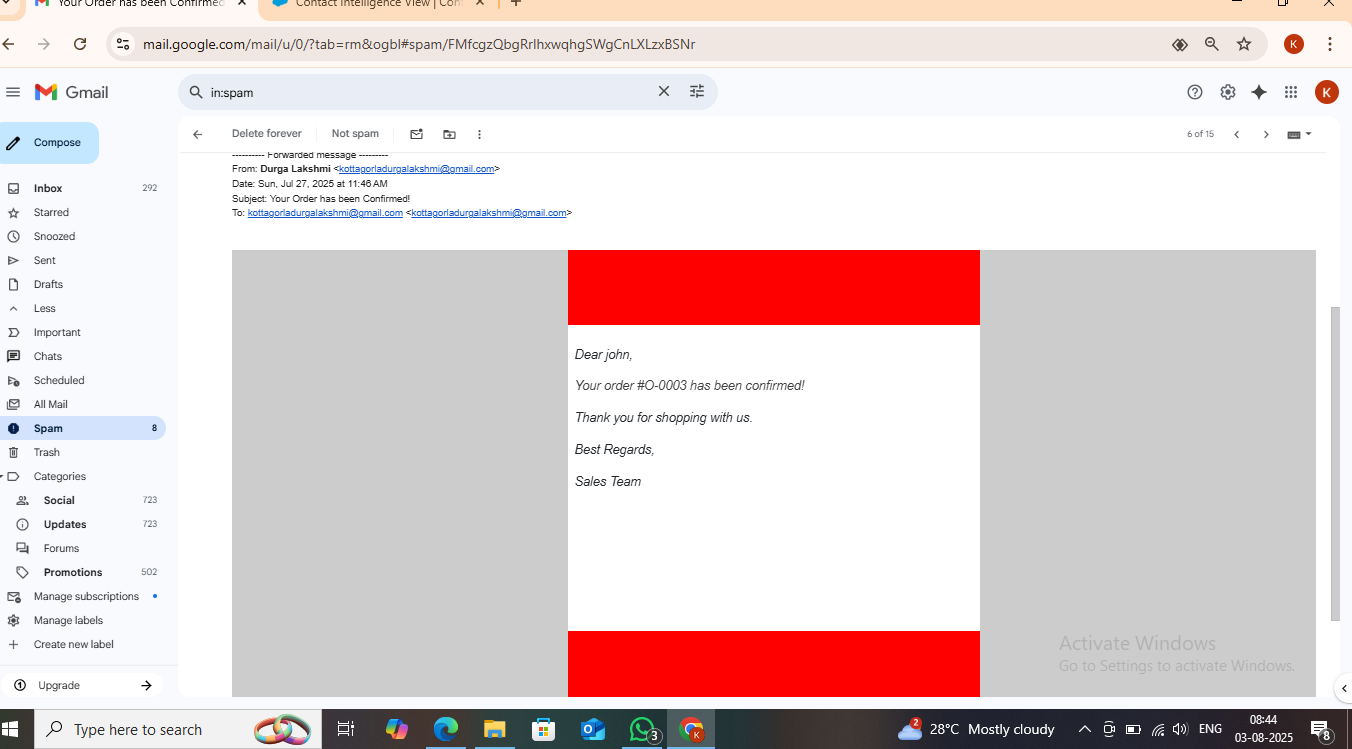 Your Order has been Confirmed
Contact Intelligence View | Con
mail.google.com/mail/u/0/?tab=rm&ogbl#spam/FMfcgzQbgRrlhxwqhgSWgCnLXLzxBSNr
K
Gmail
in:spam
K
Compose
Delete forever
Not spam
6 of 15
---------- Forwarded message ---------
From: Durga Lakshmi <kottagorladurgalakshmi@gmail.com>
Date: Sun, Jul 27, 2025 at 11:46 AM
Subject: Your Order has been Confirmed!
To: kottagorladurgalakshmi@gmail.com <kottagorladurgalakshmi@gmail.com>
Inbox 292
Starred
Snoozed
Sent
Drafts
Less
Important
Chats
Scheduled
All Mail
Spam 8
Trash
Categories
Social 723
Updates 723
Forums
Promotions 502
Manage subscriptions
Manage labels
Create new label
Upgrade
Dear john,
Your order #O-0003 has been confirmed!
Thank you for shopping with us.
Best Regards,
Sales Team
Activate Windows
Go to Settings to activate Windows.
Type here to search
3
K
2
28°C Mostly cloudy
ENG
08:44
03-08-2025
8